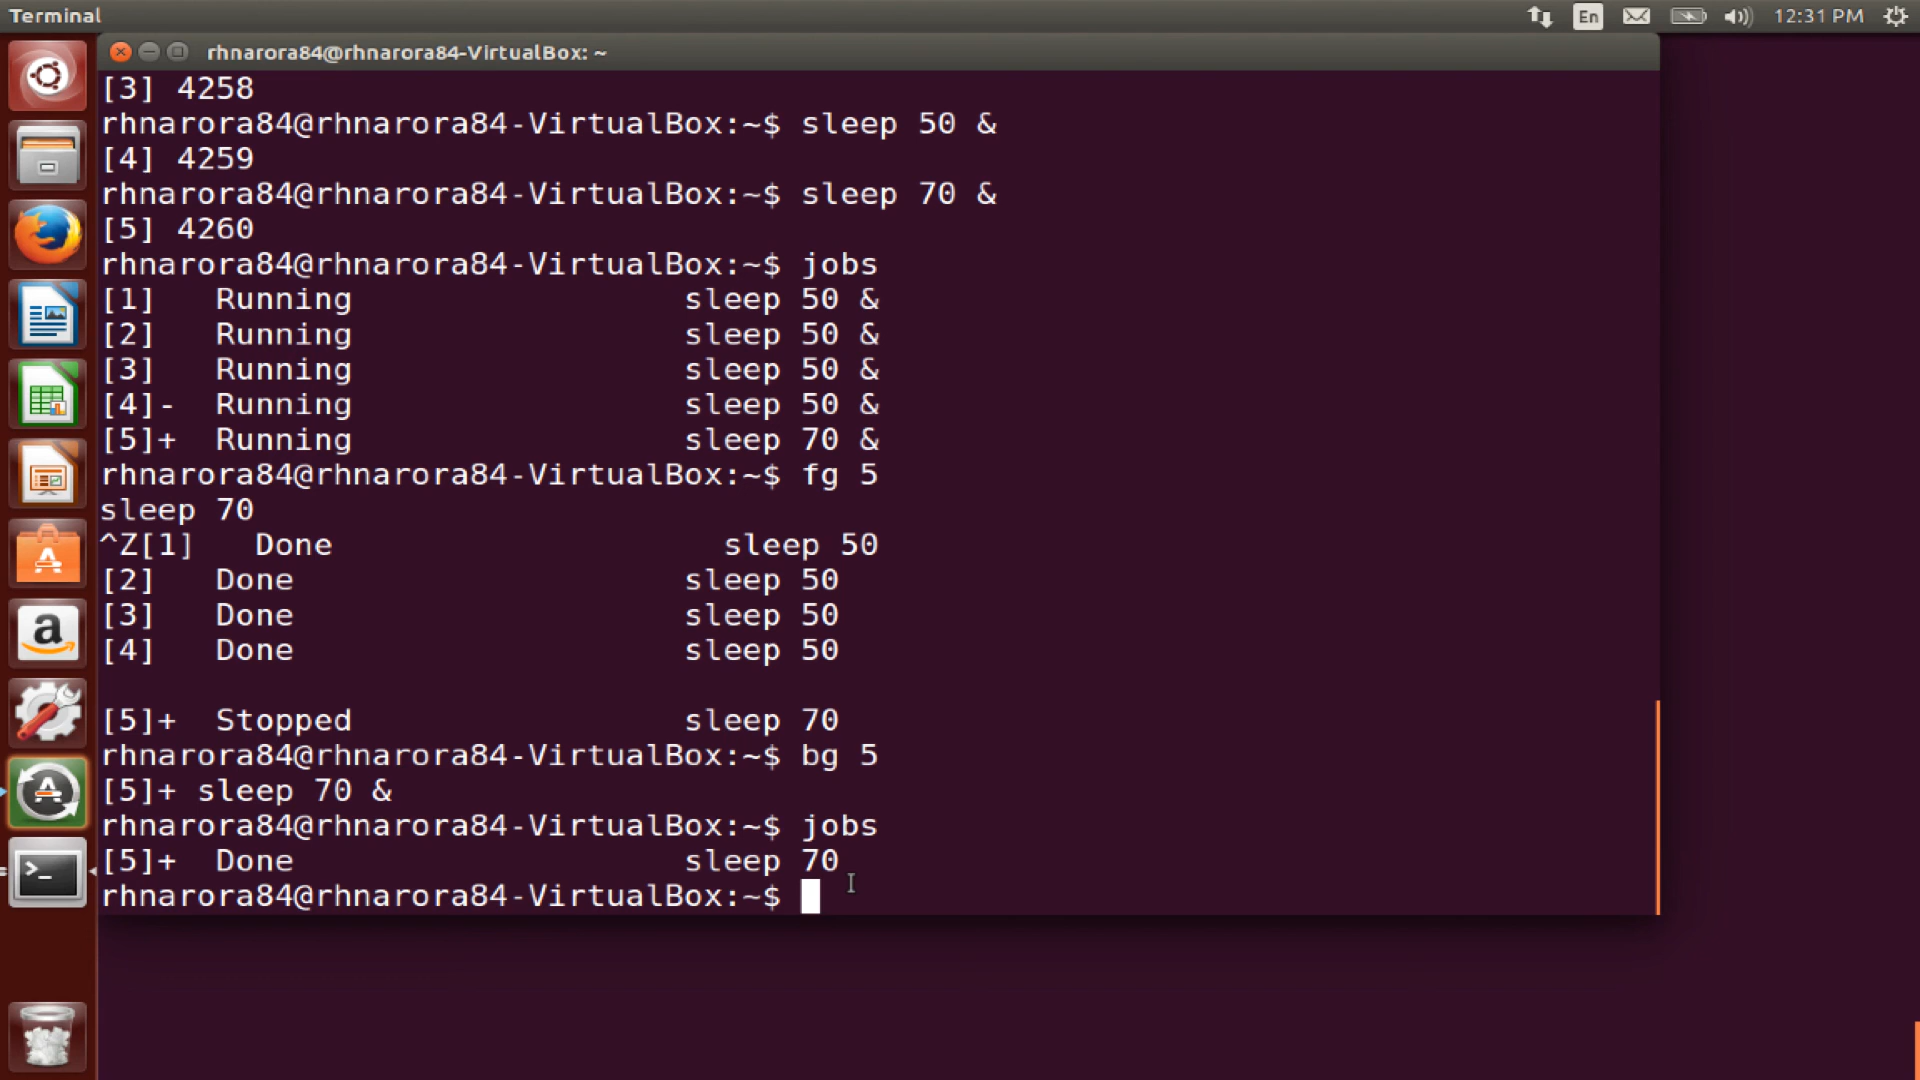 Terminal
En
12:31 PM
rhnarora84@rhnarora84-VirtualBox: ~
[3] 4258
rhnarora84@rhnarora84-VirtualBox:~$ sleep 50 &
[4] 4259
rhnarora84@rhnarora84-VirtualBox:~$ sleep 70 &
[5] 4260
rhnarora84@rhnarora84-VirtualBox:~$ jobs
[1]   Running                 sleep 50 &
[2]   Running                 sleep 50 &
[3]   Running                 sleep 50 &
[4]-  Running                 sleep 50 &
[5]+  Running                 sleep 70 &
rhnarora84@rhnarora84-VirtualBox:~$ fg 5
sleep 70
^Z[1]   Done                    sleep 50
[2]   Done                    sleep 50
[3]   Done                    sleep 50
[4]   Done                    sleep 50
[5]+  Stopped                 sleep 70
rhnarora84@rhnarora84-VirtualBox:~$ bg 5
[5]+ sleep 70 &
rhnarora84@rhnarora84-VirtualBox:~$ jobs
[5]+  Done                    sleep 70
rhnarora84@rhnarora84-VirtualBox:~$